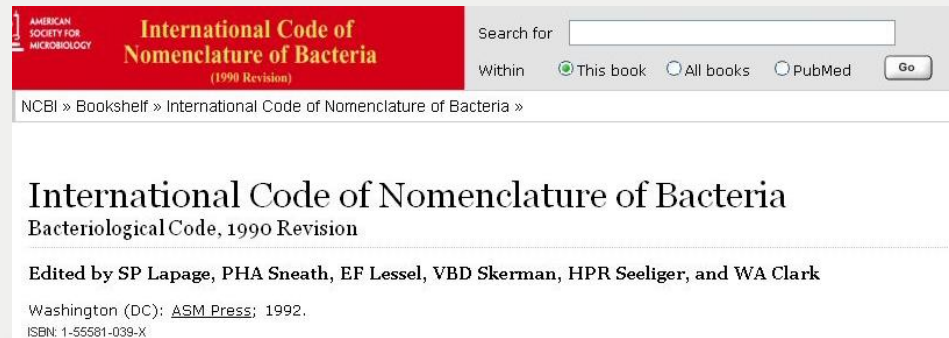 AMERICAN
SOCIETY FOR
MICROBIOLOGY
International Code of
Nomenclature of Bacteria
(1990 Revision)
Search for
Within This book All books PubMed Go
NCBI » Bookshelf » International Code of Nomenclature of Bacteria »
International Code of Nomenclature of Bacteria
Bacteriological Code, 1990 Revision
Edited by SP Lapage, PHA Sneath, EF Lessel, VBD Skerman, HPR Seeliger, and WA Clark
Washington (DC): ASM Press; 1992.
ISBN: 1-55581-039-X